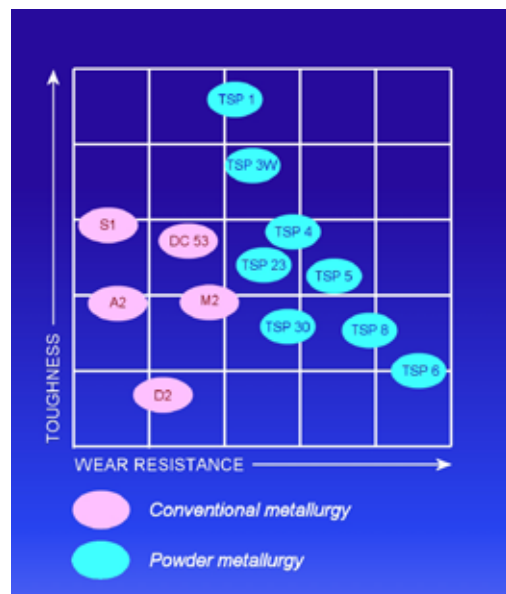 TSP 1
TSP 3W
S1
TSP 4
DC 53
TSP 23
TSP 5
A2
M2
TSP 30
TSP 8
TSP 6
D2
TOUGHNESS
WEAR RESISTANCE
Conventional metallurgy
Powder metallurgy